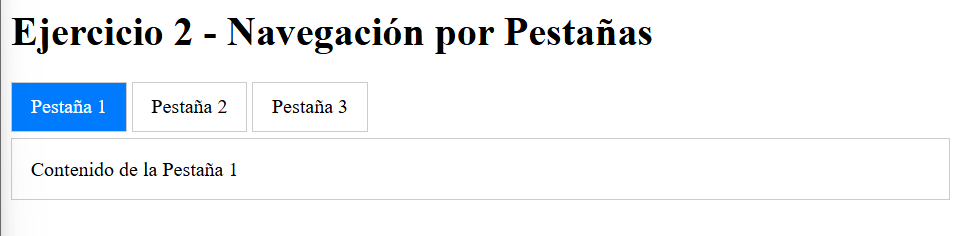 Ejercicio 2 - Navegación por Pestañas
Pestaña 1 Pestaña 2 Pestaña 3
Contenido de la Pestaña 1